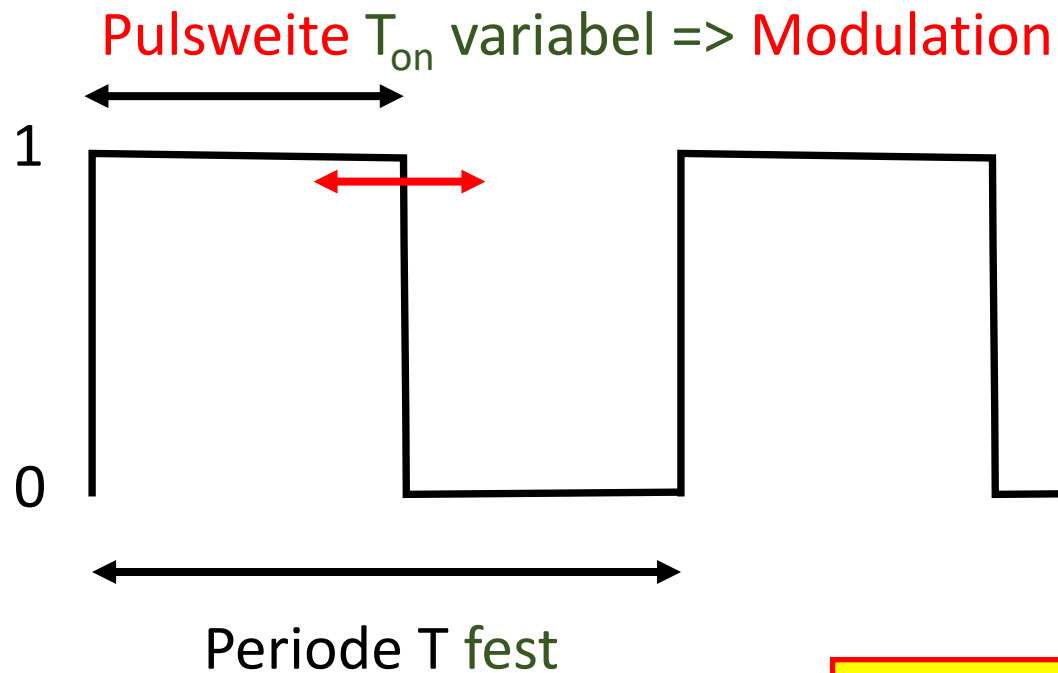 Pulsweite Ton variabel => Modulation
1
0
Periode T fest